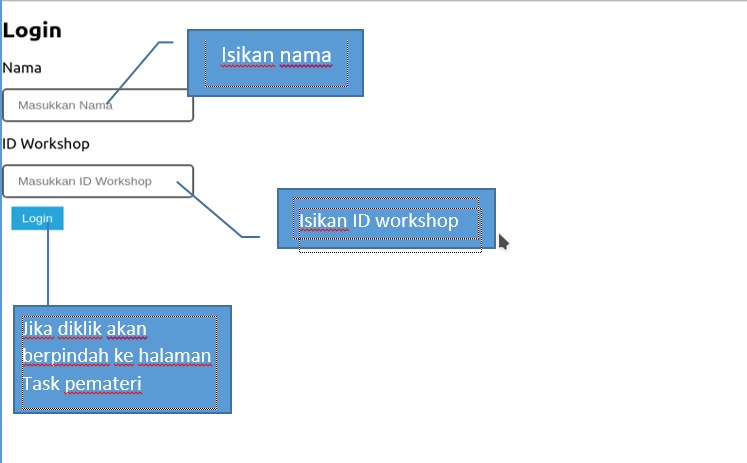 Login
Nama
Isikan nama
Masukkan Nama
ID Workshop
Masukkan ID Workshop
Isikan ID workshop
Login
Jika diklik akan
berpindah ke halaman
Task pemateri